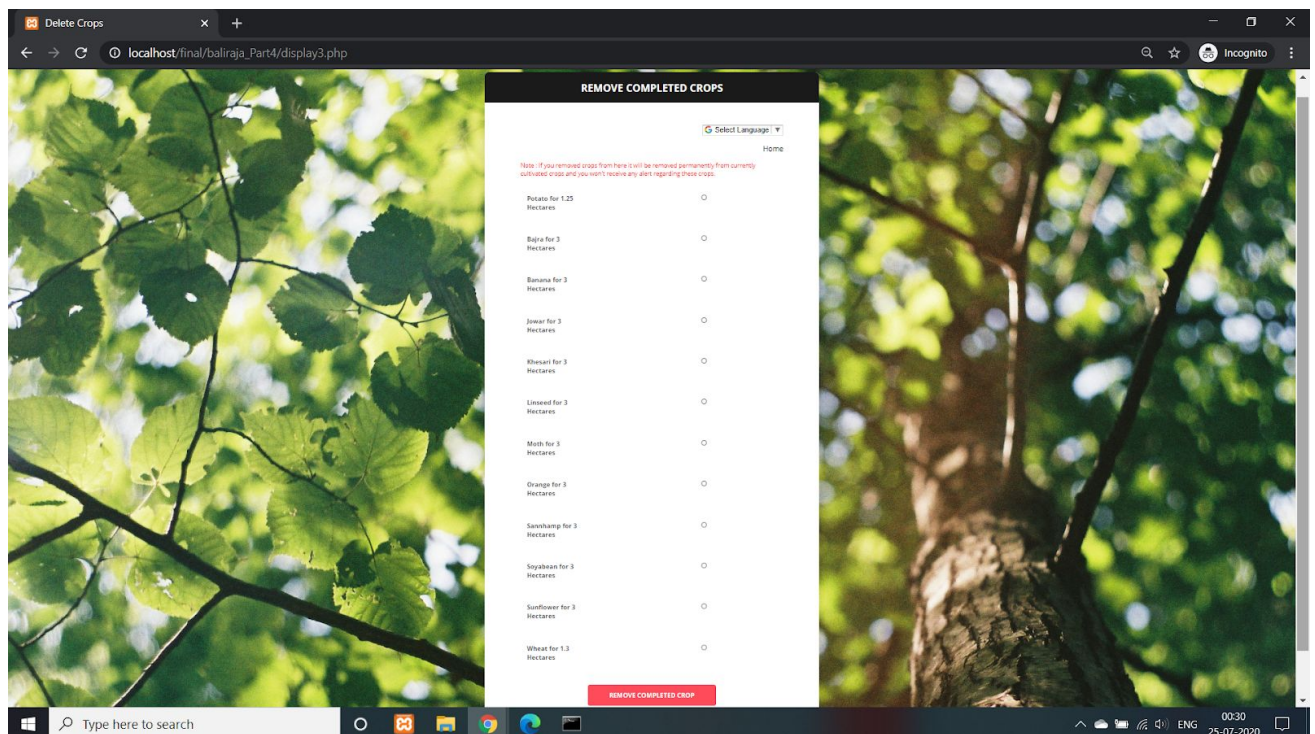 Delete Crops
localhost/final/baliraja_Part4/display3.php
Incognito
REMOVE COMPLETED CROPS
G Select Language ▼
Home
Note : If you removed crops from here it will be removed permanently from currently
cultivated crops and you won't receive any alert regarding these crops.
Potato for 1.25
Hectares
Bajra for 3
Hectares
Banana for 3
Hectares
Jowar for 3
Hectares
Khesari for 3
Hectares
Linseed for 3
Hectares
Moth for 3
Hectares
Orange for 3
Hectares
Sannhamp for 3
Hectares
Soyabean for 3
Hectares
Sunflower for 3
Hectares
Wheat for 1.3
Hectares
REMOVE COMPLETED CROP
Type here to search
ENG
00:30
25-07-2020